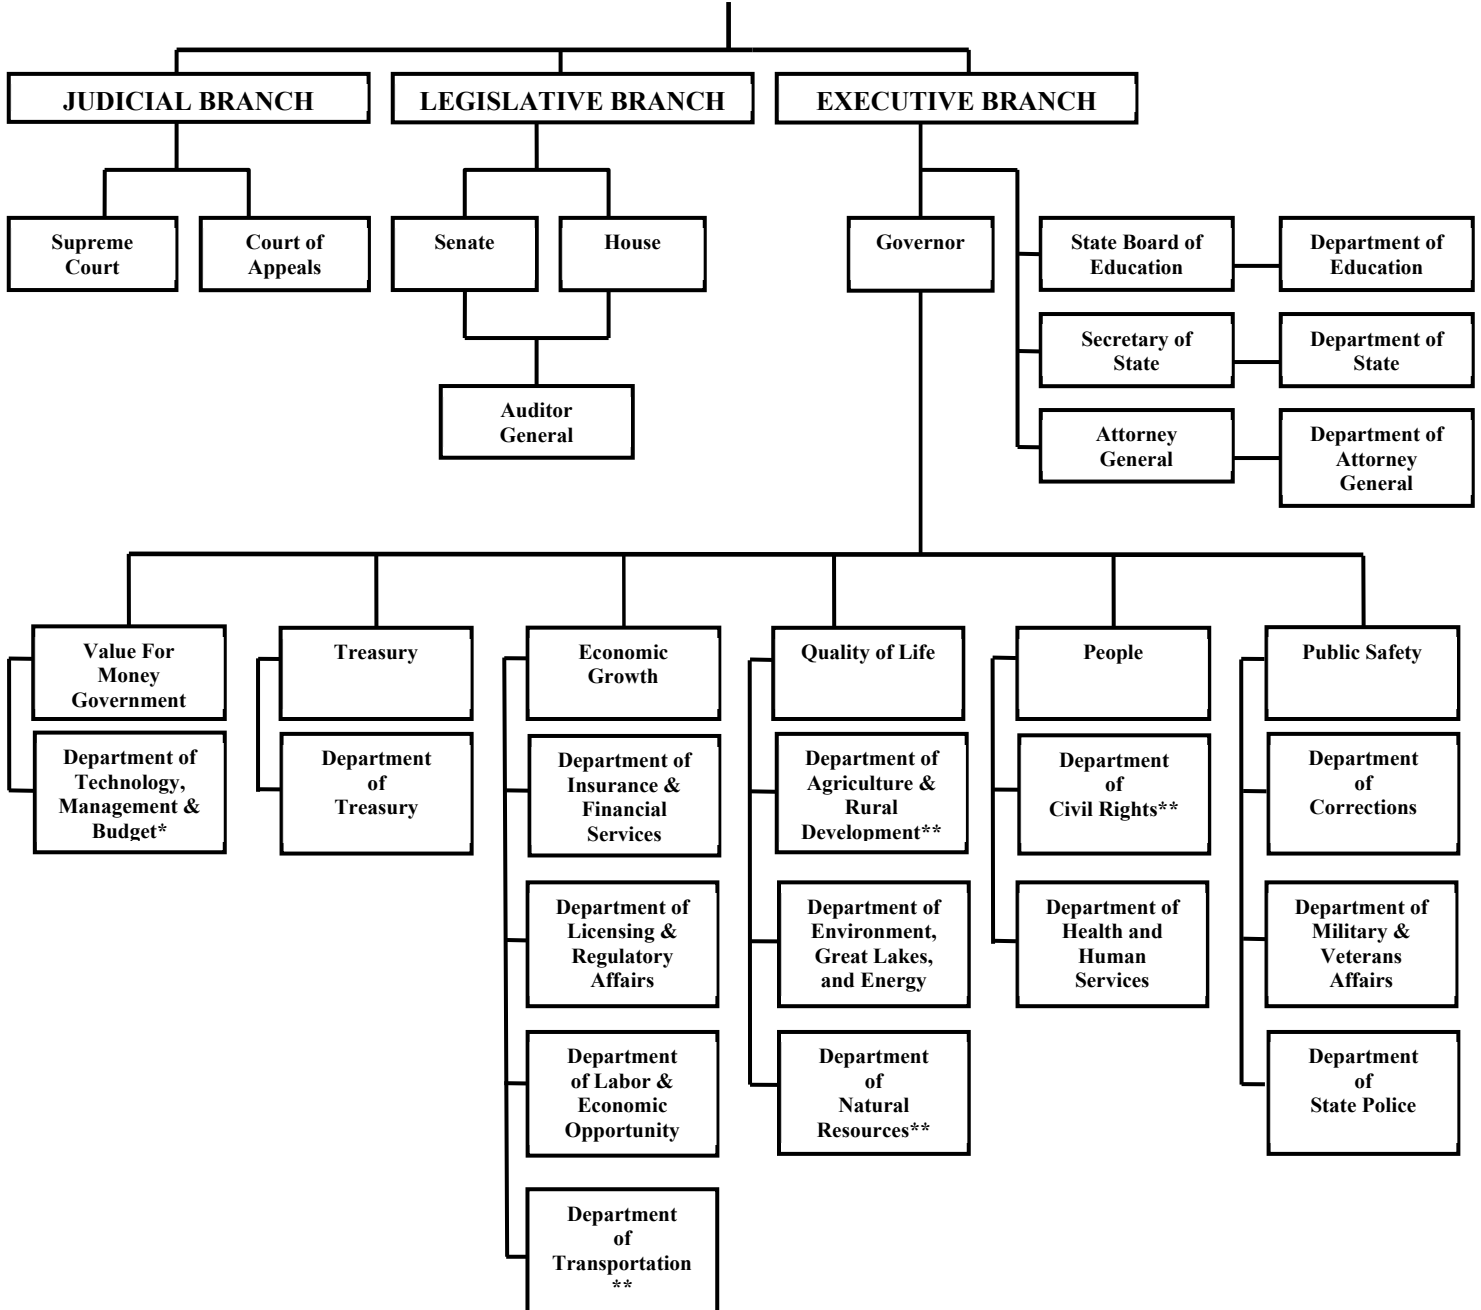 JUDICIAL BRANCH
LEGISLATIVE BRANCH
EXECUTIVE BRANCH
Supreme
Court
Court of
Appeals
Senate
House
Governor
State Board of
Education
Department of
Education
Secretary of
State
Department of
State
Auditor
General
Attorney
General
Department of
Attorney
General
Value For
Money
Government
Treasury
Economic
Growth
Quality of Life
People
Public Safety
Department of
Technology,
Management &
Budget*
Department
of
Treasury
Department of
Insurance &
Financial
Services
Department of
Agriculture &
Rural
Development**
Department
of
Civil Rights**
Department
of
Corrections
Department of
Licensing &
Regulatory
Affairs
Department of
Environment,
Great Lakes,
and Energy
Department of
Health and
Human
Services
Department of
Military &
Veterans
Affairs
Department
of Labor &
Economic
Opportunity
Department
of
Natural
Resources**
Department
of
State Police
Department
of
Transportation
**